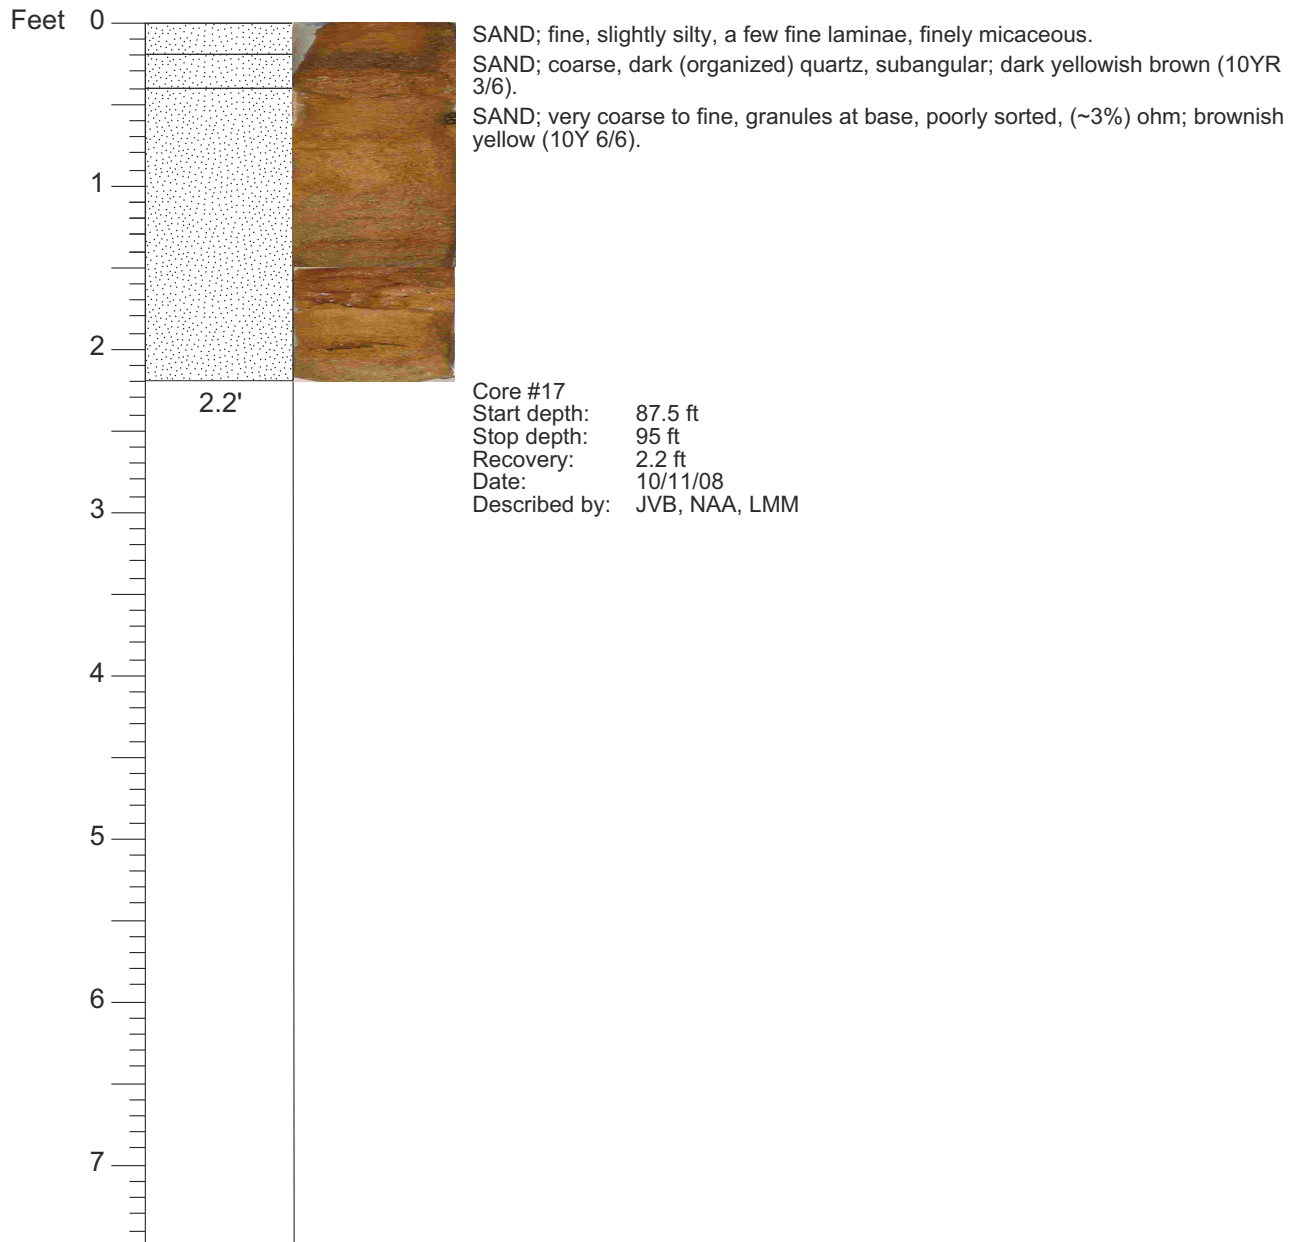 Feet 0
SAND; fine, slightly silty, a few fine laminae, finely micaceous.
SAND; coarse, dark (organized) quartz, subangular; dark yellowish brown (10YR
3/6).
SAND; very coarse to fine, granules at base, poorly sorted, (~3%) ohm; brownish
yellow (10Y 6/6).
1
2
2.2'
Core #17
Start depth: 87.5 ft
Stop depth: 95 ft
Recovery: 2.2 ft
Date: 10/11/08
Described by: JVB, NAA, LMM
3
4
5
6
7